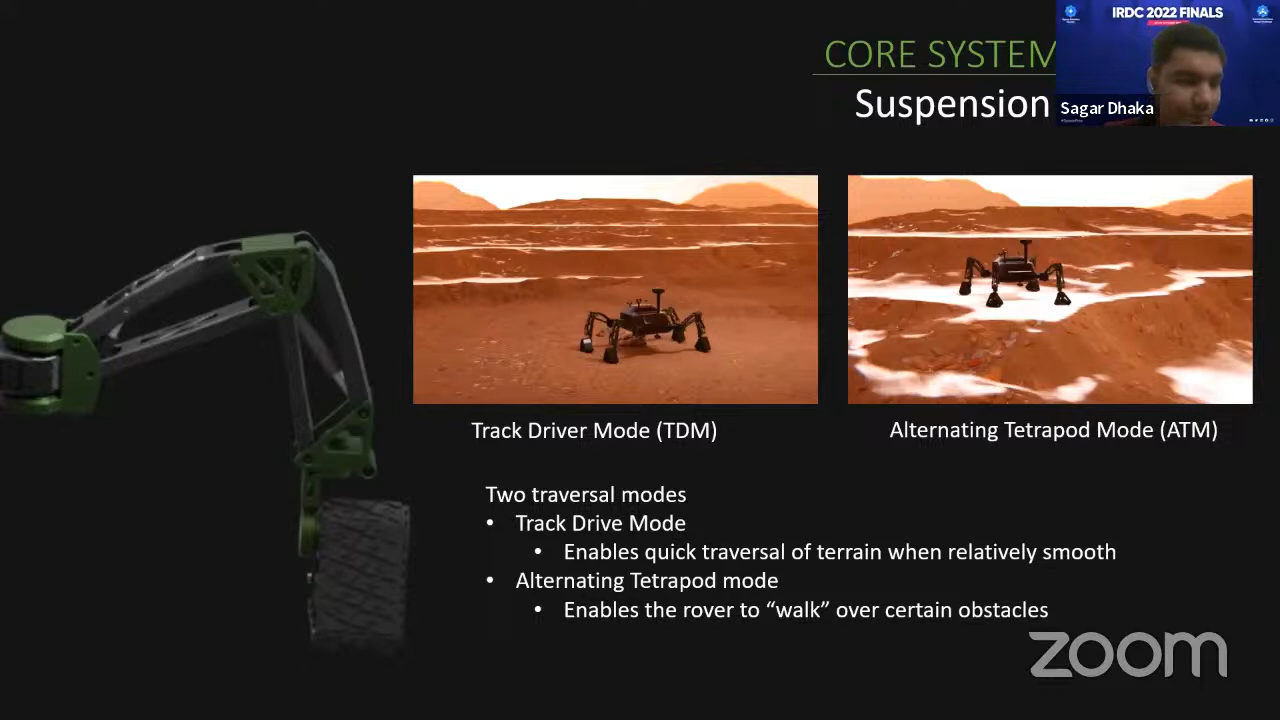 IRDC 2022 FINALS
CORE SYSTEM
Suspension
Sagar Dhaka
Track Driver Mode (TDM)
Alternating Tetrapod Mode (ATM)
Two traversal modes
• Track Drive Mode
• Enables quick traversal of terrain when relatively smooth
• Alternating Tetrapod mode
• Enables the rover to “walk” over certain obstacles
zoom